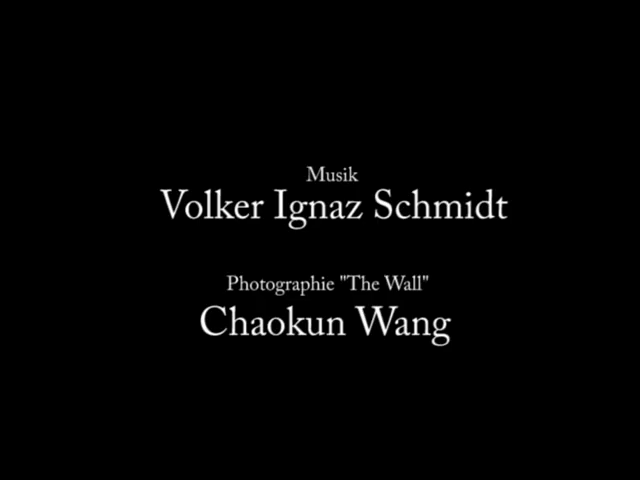 Musik
Volker Ignaz Schmidt
Photographie "The Wall"
Chaokun Wang